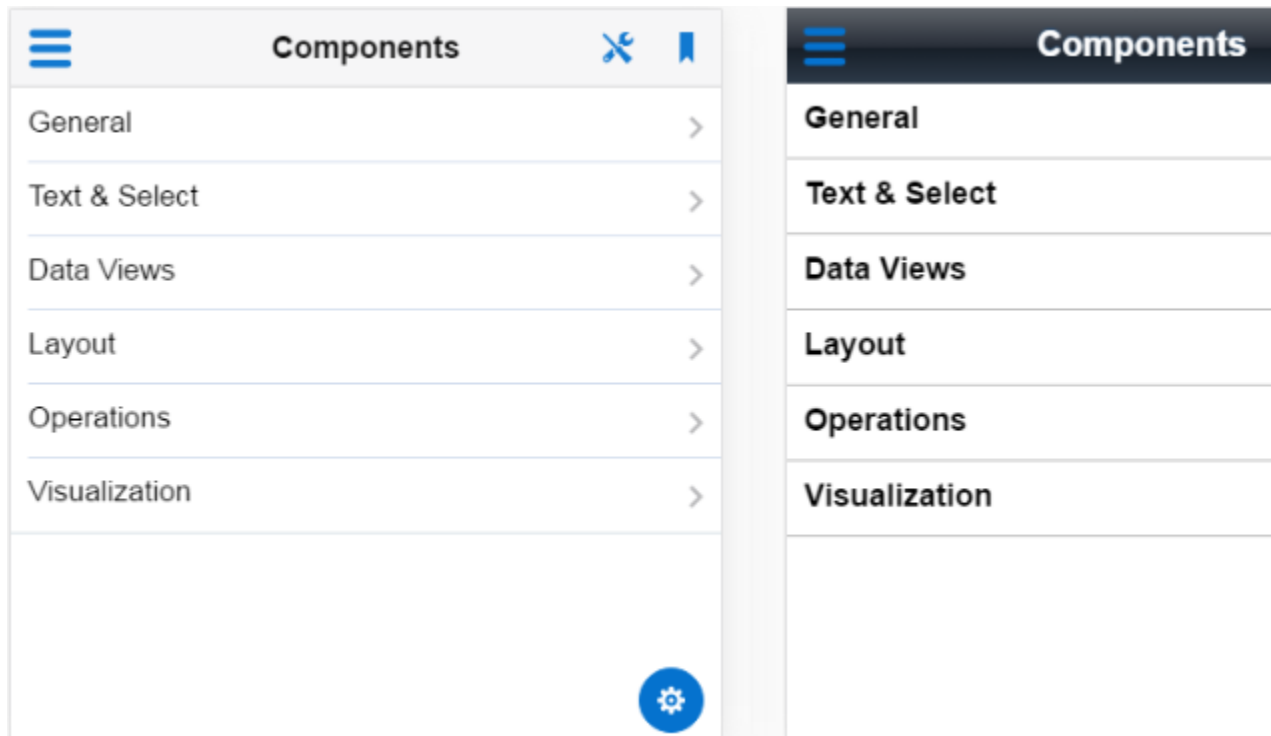 Components
General
Text & Select
Data Views
Layout
Operations
Visualization
Components
General
Text & Select
Data Views
Layout
Operations
Visualization